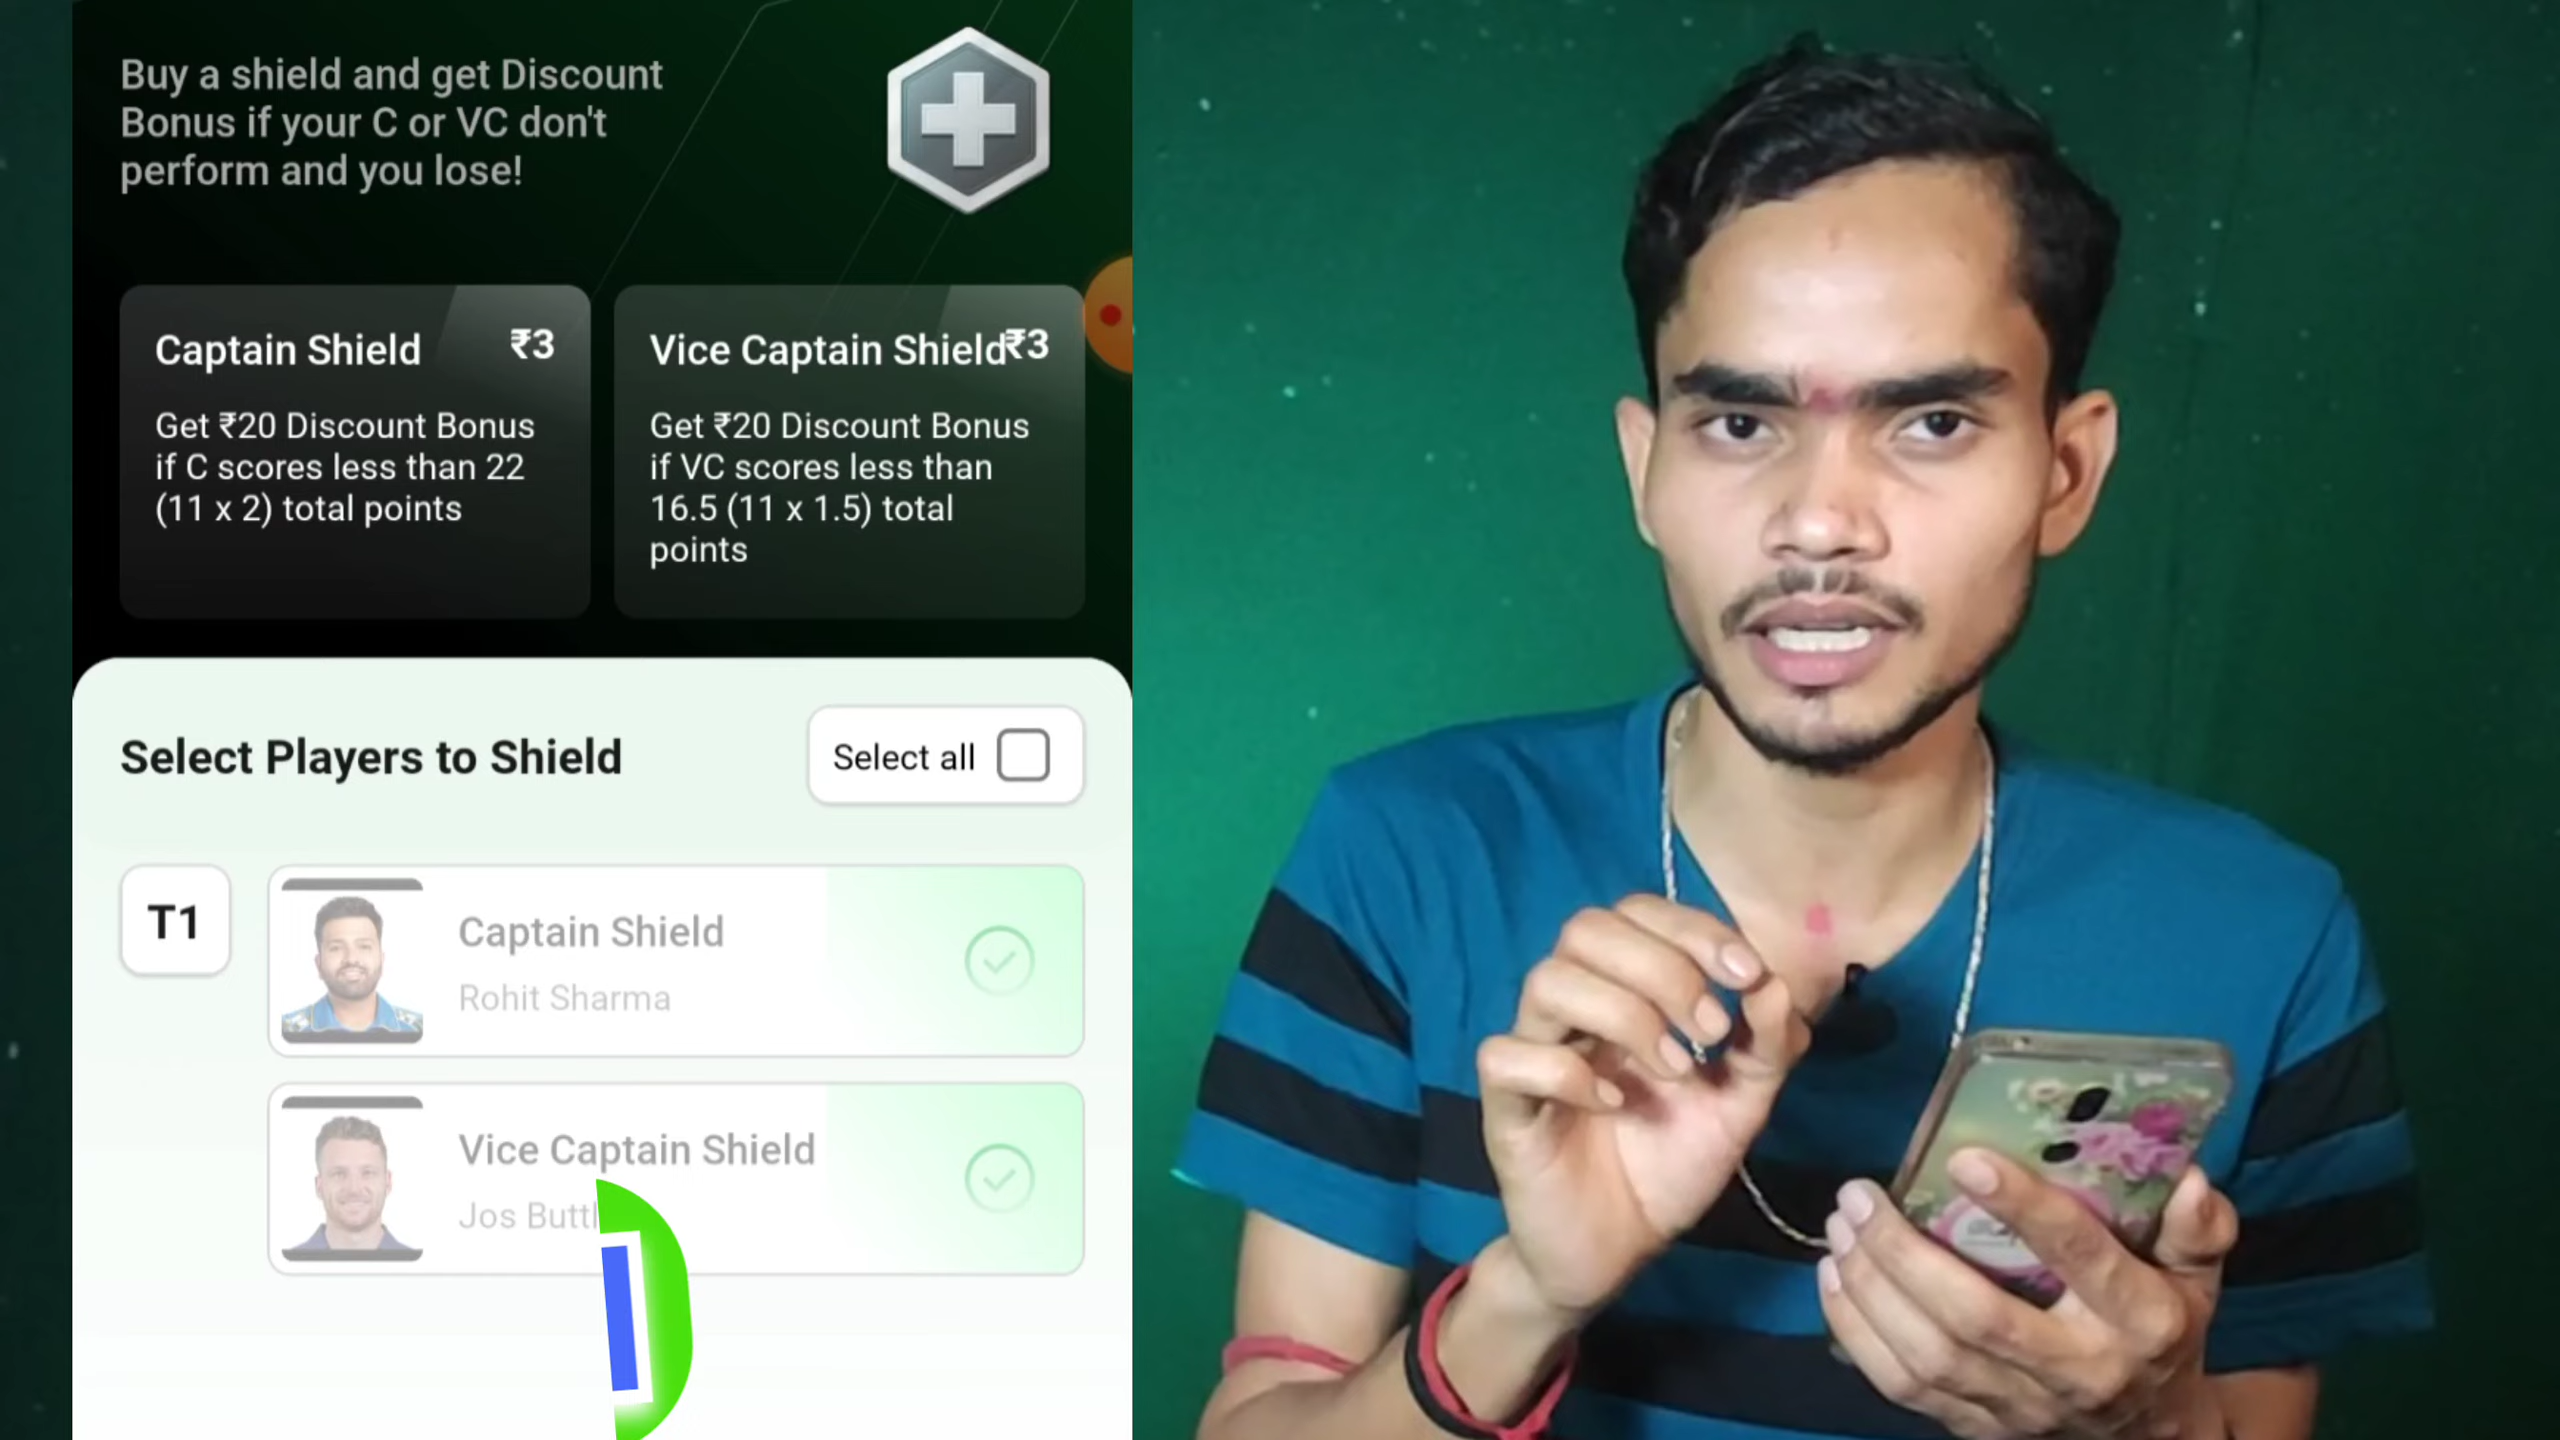 Buy a shield and get Discount
Bonus if your C or VC don't
perform and you lose!
Captain Shield ₹3
Get ₹20 Discount Bonus
if C scores less than 22
(11 x 2) total points
Vice Captain Shield ₹3
Get ₹20 Discount Bonus
if VC scores less than
16.5 (11 x 1.5) total
points
Select Players to Shield
Select all
T1
Captain Shield
Rohit Sharma
Vice Captain Shield
Jos